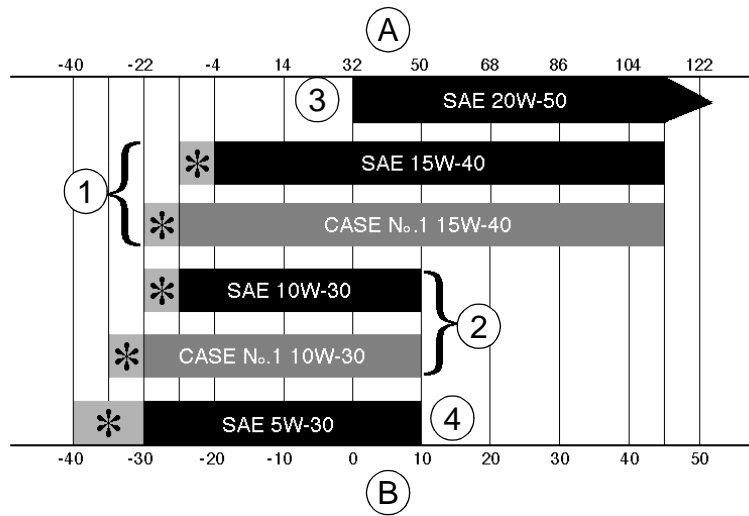 A
-40 -22 -4 14 32 50 68 86 104 122
3 SAE 20W-50
* SAE 15W-40
1
* CASE No.1 15W-40
* SAE 10W-30
2
* CASE No.1 10W-30
* SAE 5W-30 4
-40 -30 -20 -10 0 10 20 30 40 50
B